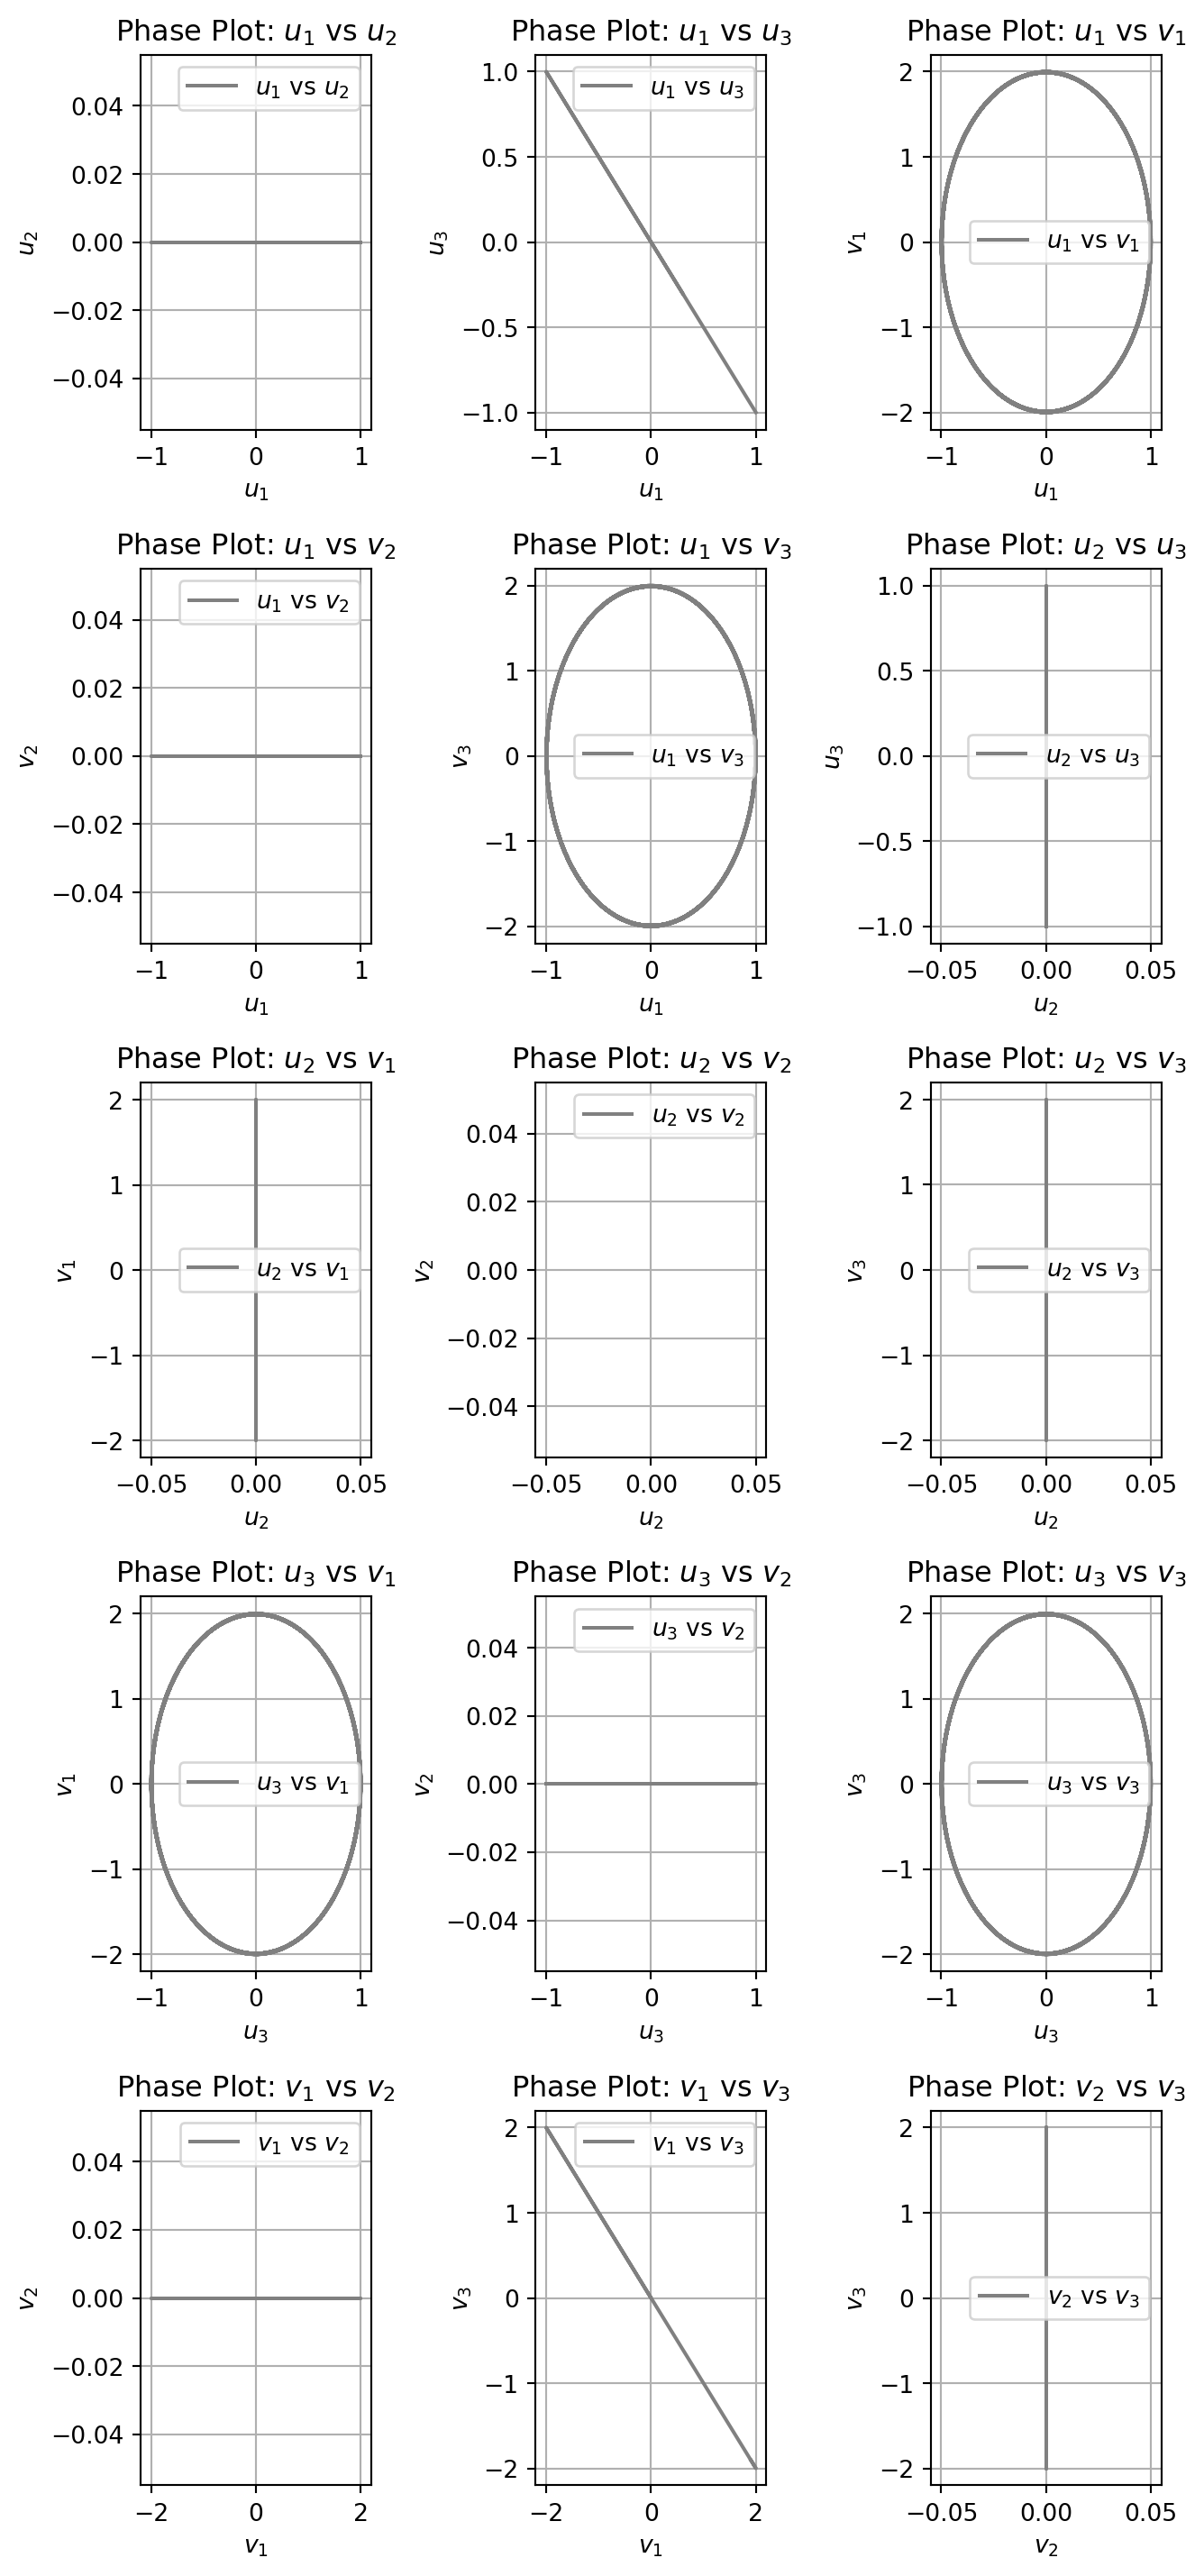 Phase Plot: u₁ vs u₂
u₁ vs u₂
0.04
0.02
0.00
−0.02
−0.04
u₂
−1 0 1
u₁
Phase Plot: u₁ vs u₃
u₁ vs u₃
1.0
0.5
0.0
−0.5
−1.0
u₃
−1 0 1
u₁
Phase Plot: u₁ vs v₁
u₁ vs v₁
2
1
0
−1
−2
v₁
−1 0 1
u₁
Phase Plot: u₁ vs v₂
u₁ vs v₂
0.04
0.02
0.00
−0.02
−0.04
v₂
−1 0 1
u₁
Phase Plot: u₁ vs v₃
u₁ vs v₃
2
1
0
−1
−2
v₃
−1 0 1
u₁
Phase Plot: u₂ vs u₃
u₂ vs u₃
1.0
0.5
0.0
−0.5
−1.0
u₃
−0.05 0.00 0.05
u₂
Phase Plot: u₂ vs v₁
u₂ vs v₁
2
1
0
−1
−2
v₁
−0.05 0.00 0.05
u₂
Phase Plot: u₂ vs v₂
u₂ vs v₂
0.04
0.02
0.00
−0.02
−0.04
v₂
−0.05 0.00 0.05
u₂
Phase Plot: u₂ vs v₃
u₂ vs v₃
2
1
0
−1
−2
v₃
−0.05 0.00 0.05
u₂
Phase Plot: u₃ vs v₁
u₃ vs v₁
2
1
0
−1
−2
v₁
−1 0 1
u₃
Phase Plot: u₃ vs v₂
u₃ vs v₂
0.04
0.02
0.00
−0.02
−0.04
v₂
−1 0 1
u₃
Phase Plot: u₃ vs v₃
u₃ vs v₃
2
1
0
−1
−2
v₃
−1 0 1
u₃
Phase Plot: v₁ vs v₂
v₁ vs v₂
0.04
0.02
0.00
−0.02
−0.04
v₂
−2 0 2
v₁
Phase Plot: v₁ vs v₃
v₁ vs v₃
2
1
0
−1
−2
v₃
−2 0 2
v₁
Phase Plot: v₂ vs v₃
v₂ vs v₃
2
1
0
−1
−2
v₃
−0.05 0.00 0.05
v₂